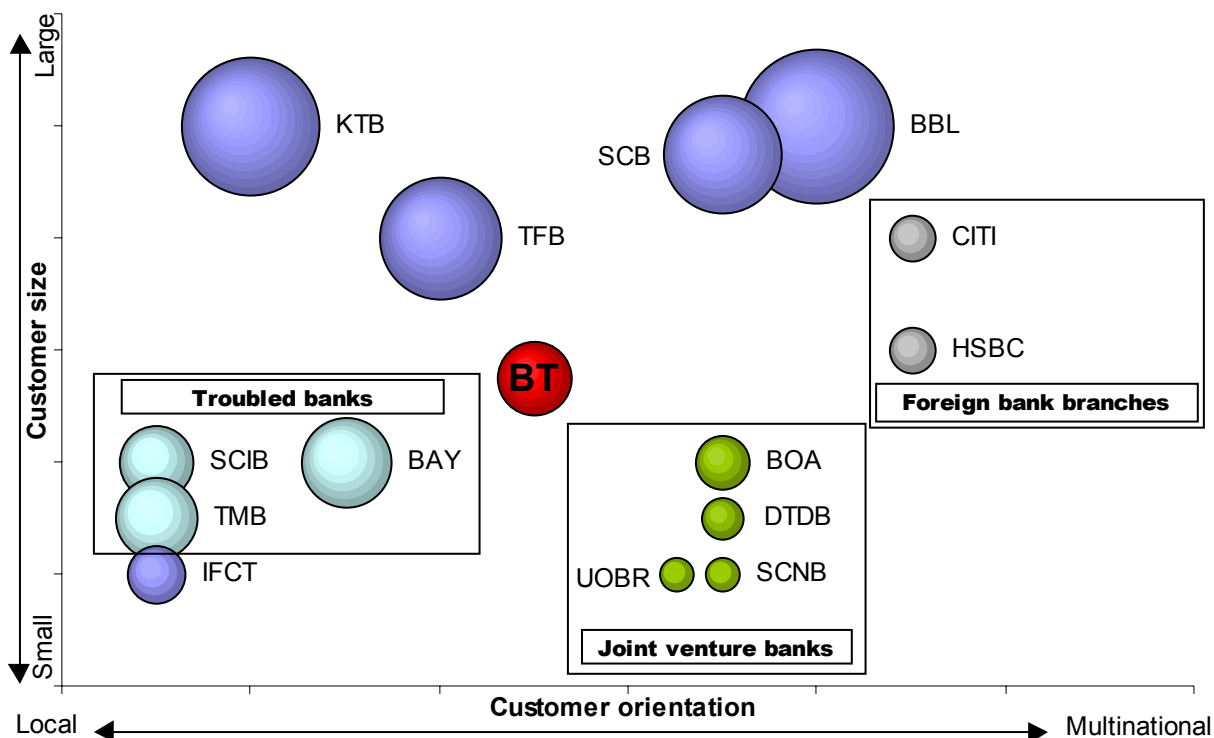 Large
KTB
BBL
SCB
TFB
CITI
HSBC
Foreign bank branches
Customer size
BT
Troubled banks
SCIB
BAY
TMB
IFCT
BOA
DTDB
UOBR
SCNB
Joint venture banks
Small
Customer orientation
Local
Multinational